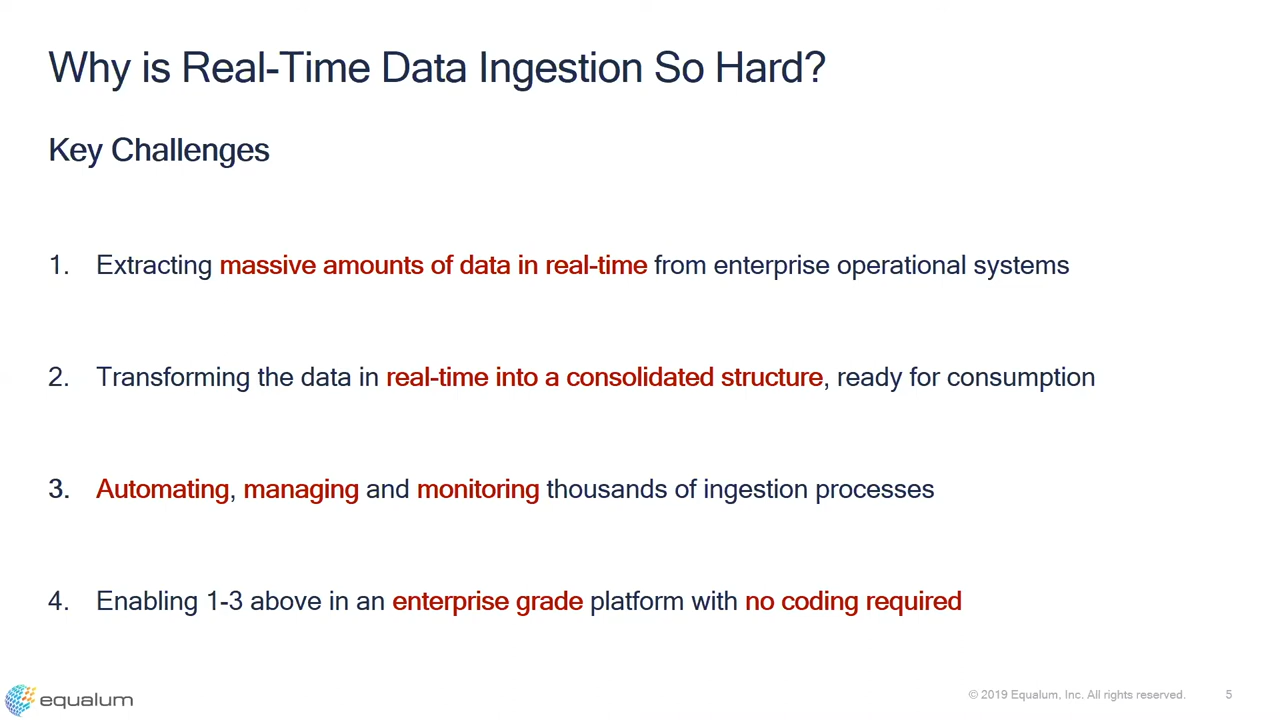 Why is Real-Time Data Ingestion So Hard?
Key Challenges
1. Extracting massive amounts of data in real-time from enterprise operational systems
2. Transforming the data in real-time into a consolidated structure, ready for consumption
3. Automating, managing and monitoring thousands of ingestion processes
4. Enabling 1-3 above in an enterprise grade platform with no coding required
equalum
© 2019 Equalum, Inc. All rights reserved.
5